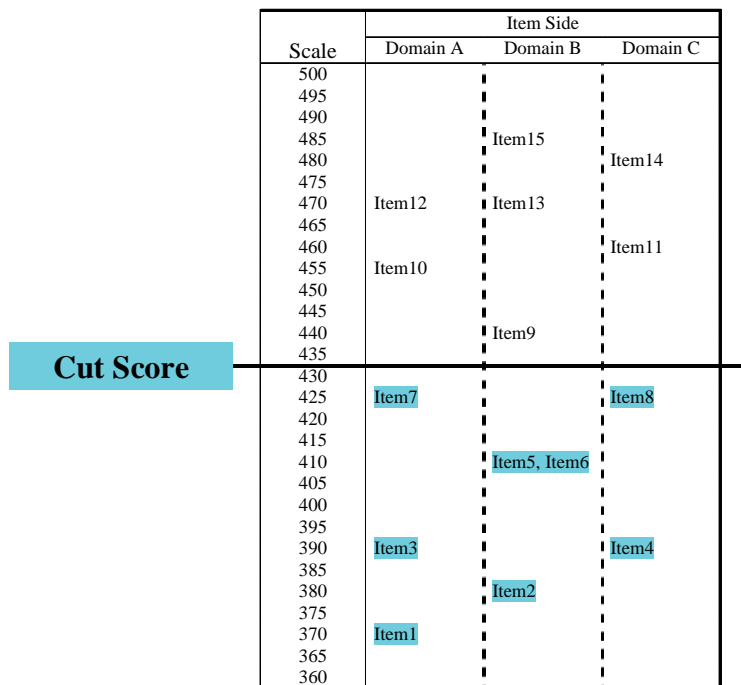 Item Side
Scale Domain A Domain B Domain C
500
495
490
485 Item15
480 Item14
475
470 Item12 Item13
465
460 Item11
455 Item10
450
445
440 Item9
435
Cut Score
430
425 Item7 Item8
420
415
410 Item5, Item6
405
400
395
390 Item3 Item4
385
380 Item2
375
370 Item1
365
360